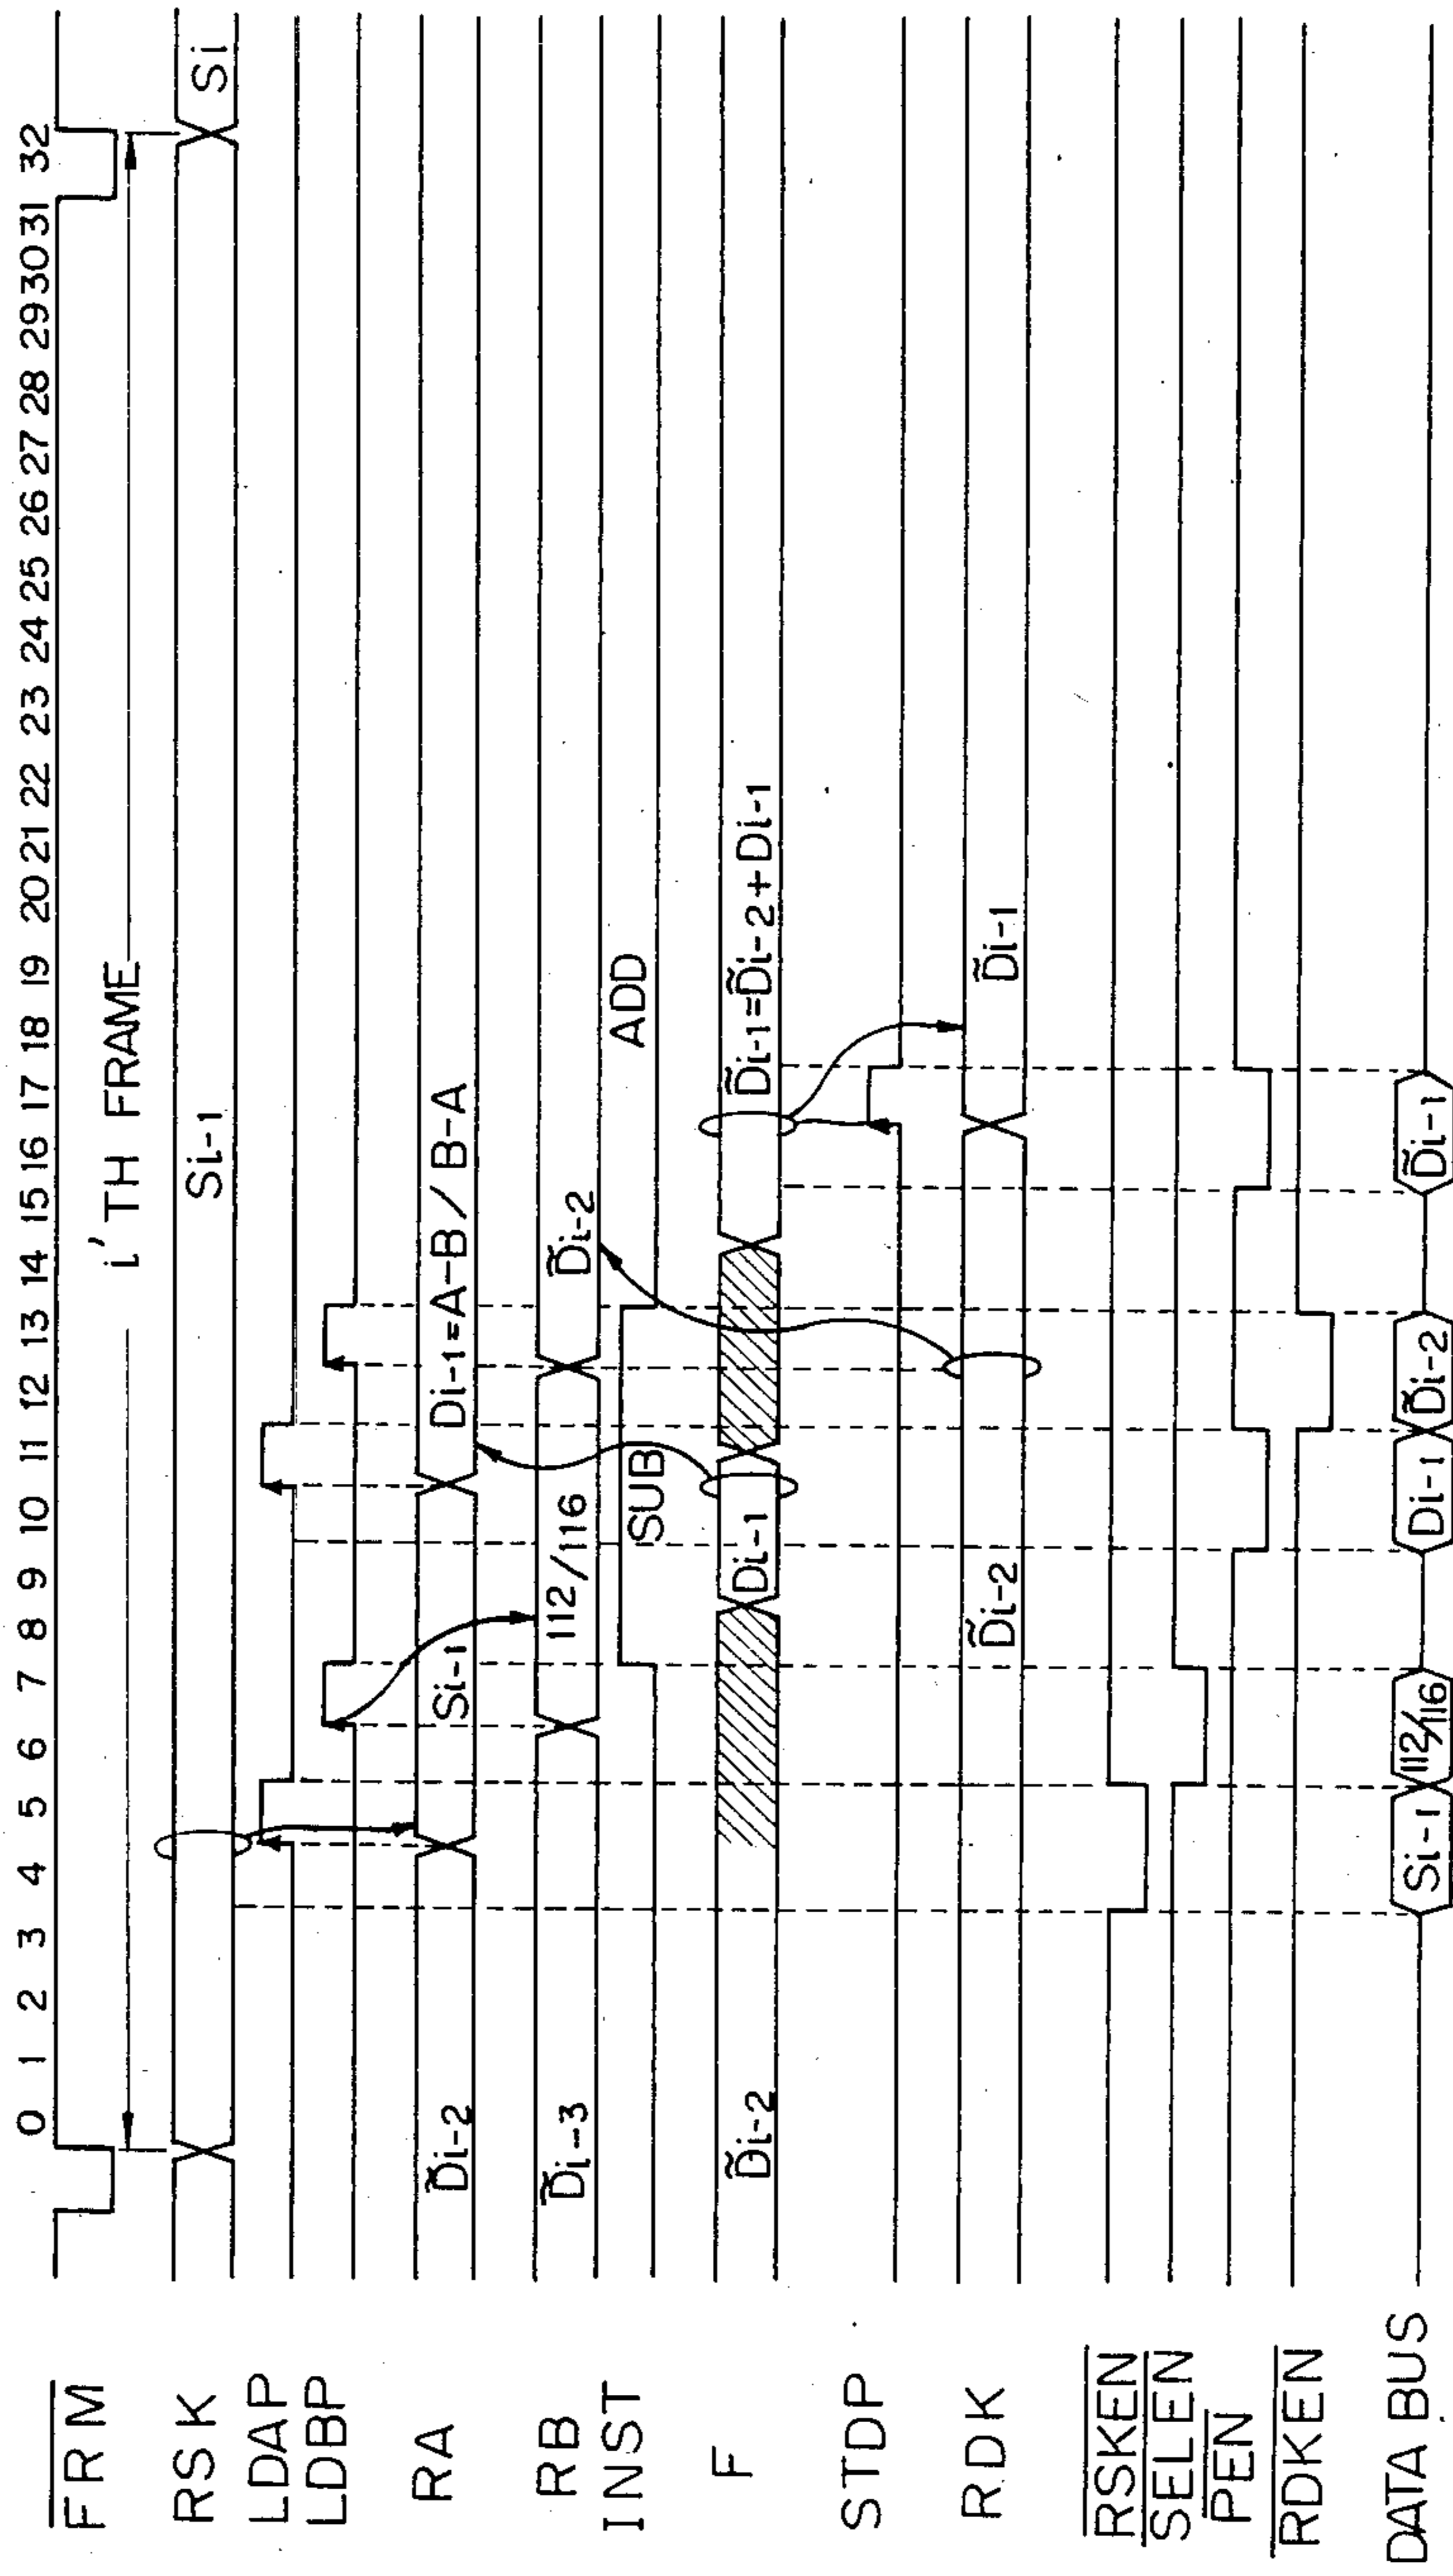 0 1 2 3 4 5 6 7 8 9 10 11 12 13 14 15 16 17 18 19 20 21 22 23 24 25 26 27 28 29 30 31 32
FRM
i'TH FRAME
RSK Si-1 Si
LDAP
LDBP
RA D̃i-2 Si-1 Di-1=A-B/B-A
RB D̃i-3 112/116 D̃i-2
INST SUB ADD
F D̃i-2 Di-1 D̃i-1=D̃i-2+Di-1
STDP
RDK D̃i-2 D̃i-1
RSKEN
SELEN
PEN
RDKEN
DATA BUS Si-1 112/116 Di-1 D̃i-2 D̃i-1